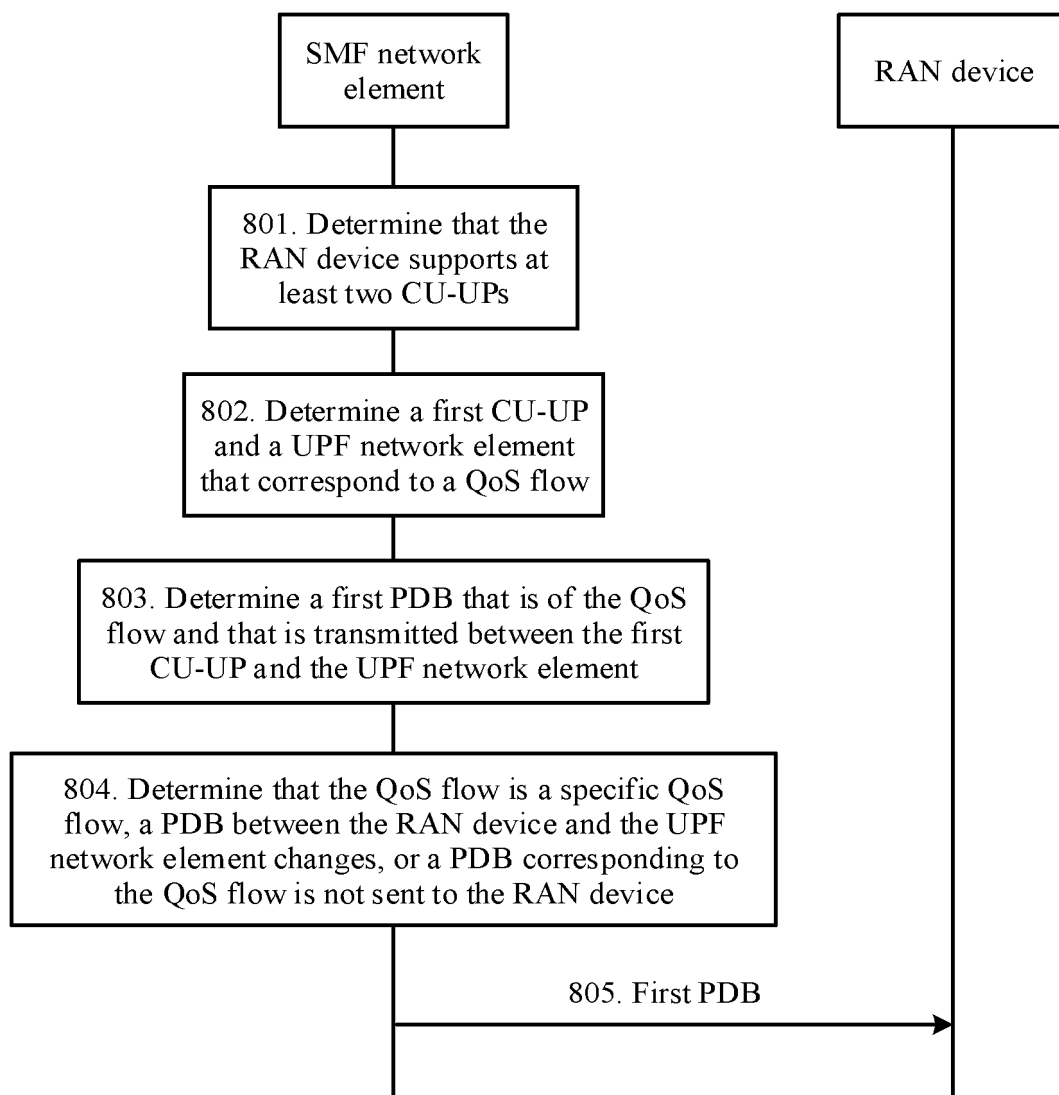 SMF network
element
RAN device
801. Determine that the
RAN device supports at
least two CU-UPs
802. Determine a first CU-UP
and a UPF network element
that correspond to a QoS flow
803. Determine a first PDB that is of the QoS
flow and that is transmitted between the first
CU-UP and the UPF network element
804. Determine that the QoS flow is a specific QoS
flow, a PDB between the RAN device and the UPF
network element changes, or a PDB corresponding to
the QoS flow is not sent to the RAN device
805. First PDB